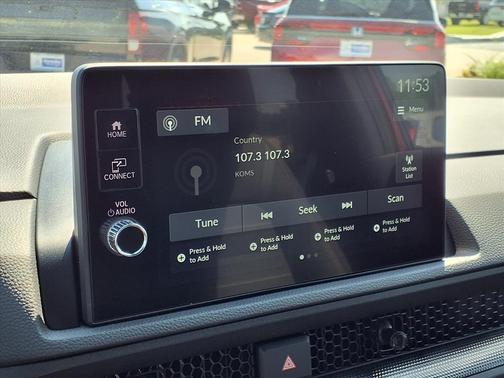 11:53
HOME
FM
Menu
Country
107.3 107.3
KOMS
CONNECT
Station
List
VOL
AUDIO
Tune
Seek
Scan
Press & Hold
to Add
Press & Hold
to Add
Press & Hold
to Add
Press & Hold
to Add